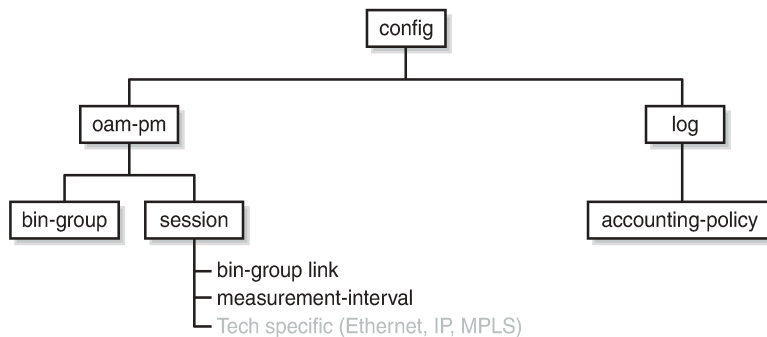 config
oam-pm
log
bin-group
session
accounting-policy
bin-group link
measurement-interval
Tech specific (Ethernet, IP, MPLS)